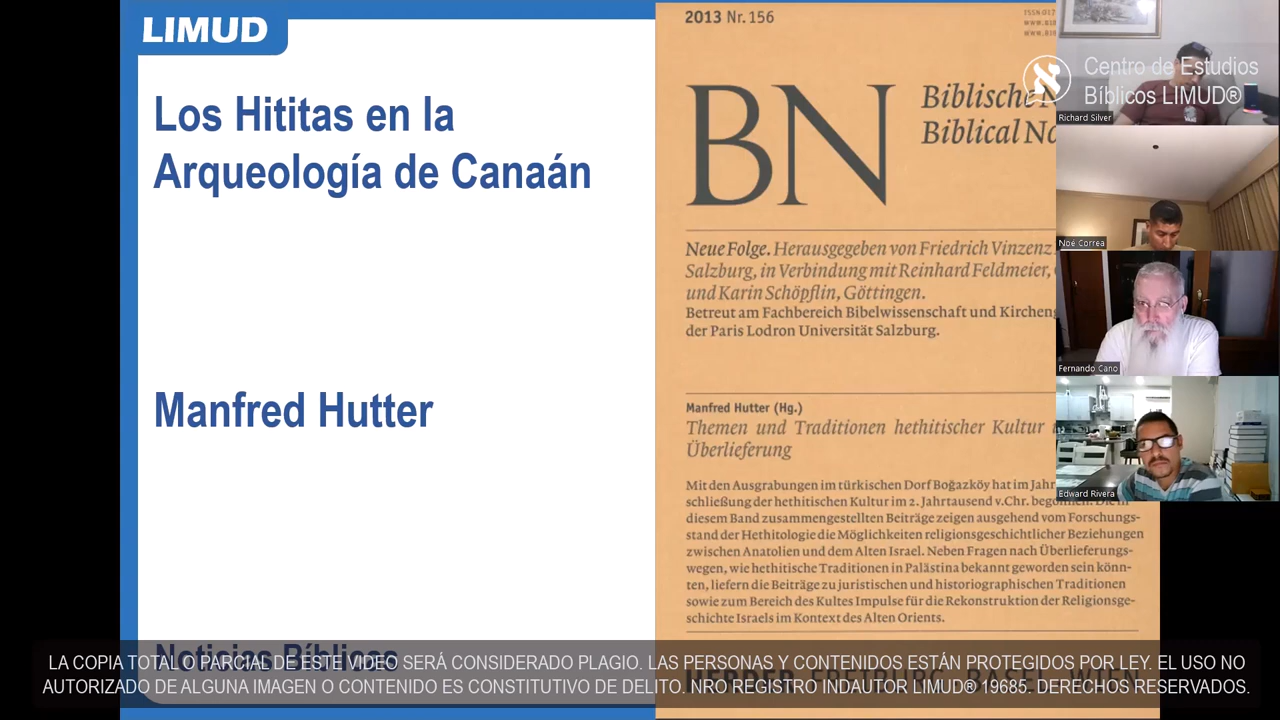 LIMUD
Los Hititas en la
Arqueología de Canaán
Manfred Hutter
Noticias Bíblicas
2013 Nr. 156
BN
Biblische
Biblical
Neue Folge. Herausgegeben von Friedrich Vinzenz
Salzburg, in Verbindung mit Reinhard Feldmeier,
und Karin Schöpflin, Göttingen.
Betreut am Fachbereich Bibelwissenschaft und
der Paris Lodron Universität Salzburg.
Manfred Hutter (Hg.)
Themen und Traditionen hethitischer Kultur
Überlieferung
Mit den Ausgrabungen im türkischen Dorf Boğazköy hat im
schließung der hethitischen Kultur im 2. Jahrtausend v.Chr. begonnen. Die in
diesem Band zusammengestellten Beiträge zeigen ausgehend vom Forschungs-
stand der Hethitologie die Möglichkeiten religionsgeschichtlicher Beziehungen
zwischen Anatolien und dem Alten Israel. Neben Fragen nach Überlieferungs-
wegen, wie hethitische Traditionen in Palästina bekannt geworden sein könn-
ten, liefern die Beiträge zu juristischen und historiographischen Traditionen
sowie zum Bereich des Kultes Impulse für die Rekonstruktion der Religionsge-
schichte Israels im Kontext des Alten Orients.
HERDER FREIBURG BASEL WIEN
Centro de Estudios
Bíblicos LIMUD®
Richard Silver
Noé Correa
Fernando Cano
Edward Rivera
LA COPIA TOTAL O PARCIAL DE ESTE VIDEO SERÁ CONSIDERADO PLAGIO. LAS PERSONAS Y CONTENIDOS ESTÁN PROTEGIDOS POR LEY. EL USO NO
AUTORIZADO DE ALGUNA IMAGEN O CONTENIDO ES CONSTITUTIVO DE DELITO. NRO REGISTRO INDAUTOR LIMUD® 19685. DERECHOS RESERVADOS.